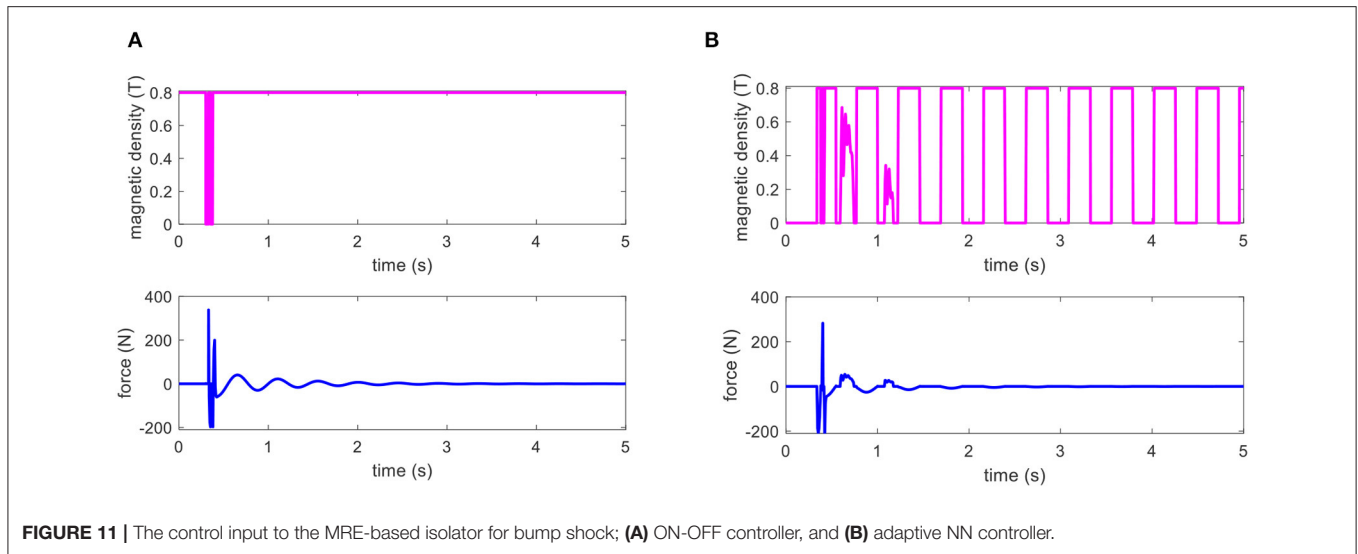 A
magnetic density (T)
0.8
0.6
0.4
0.2
0
0 1 2 3 4 5
time (s)
force (N)
400
200
0
-200
0 1 2 3 4 5
time (s)
B
magnetic density (T)
0.8
0.6
0.4
0.2
0
0 1 2 3 4 5
time (s)
force (N)
400
200
0
-200
0 1 2 3 4 5
time (s)
FIGURE 11 | The control input to the MRE-based isolator for bump shock; (A) ON-OFF controller, and (B) adaptive NN controller.